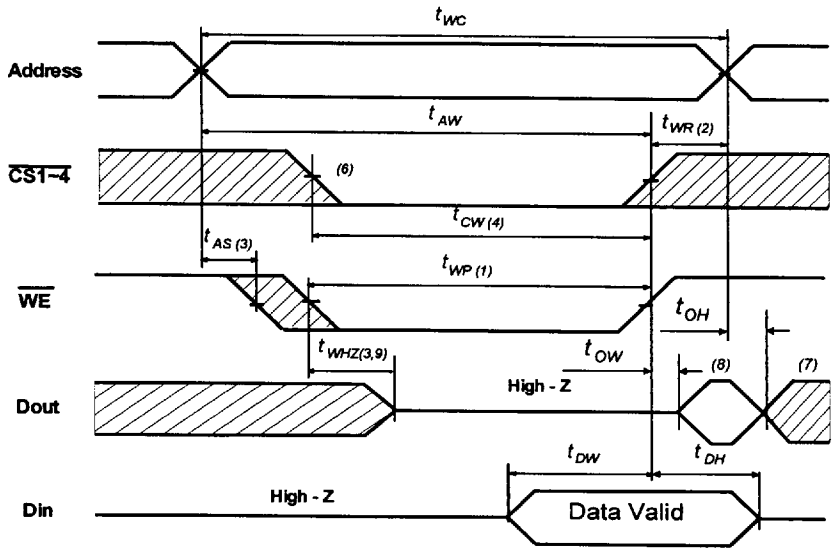 tWC
Address
tAW
tWR (2)
CS1~4
(6)
tCW (4)
tAS (3)
tWP (1)
WE
tOH
tWHZ(3,9)
tOW
(8)
(7)
High - Z
Dout
tDW
tDH
High - Z
Din
Data Valid